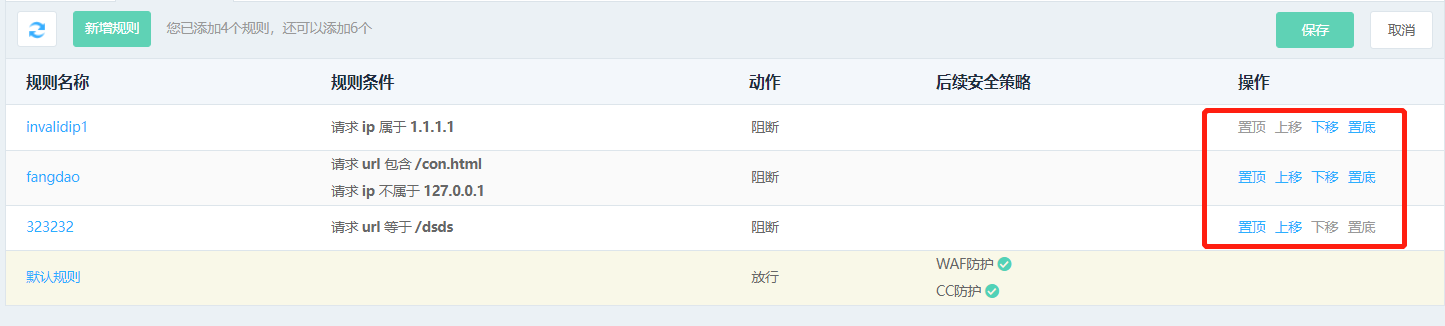 新增规则 您已添加4个规则，还可以添加6个 保存 取消
规则名称 规则条件 动作 后续安全策略 操作
invalidip1 请求 ip 属于 1.1.1.1 阻断 置顶 上移 下移 置底
请求 url 包含 /con.html
fangdao 阻断 置顶 上移 下移 置底
请求 ip 不属于 127.0.0.1
323232 请求 url 等于 /dsds 阻断 置顶 上移 下移 置底
WAF防护
默认规则 放行
CC防护